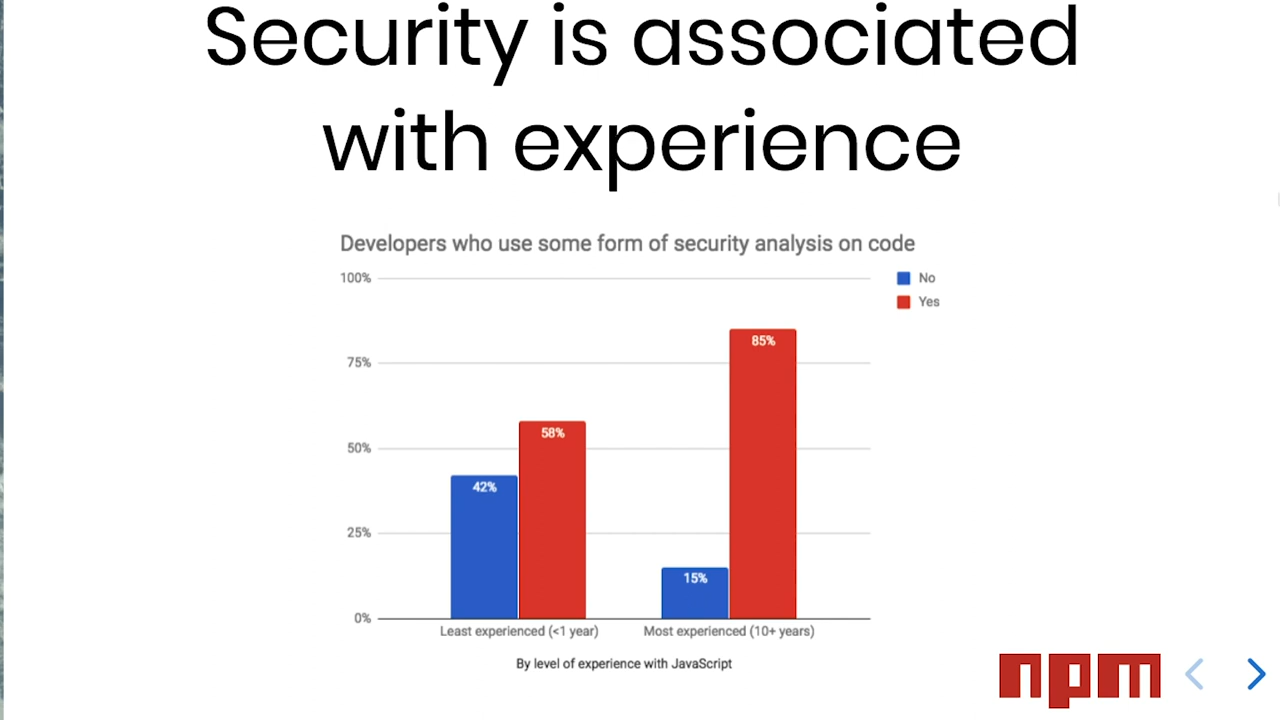 Security is associated
with experience
Developers who use some form of security analysis on code
100%
75%
50%
25%
0%
42%
58%
15%
85%
No
Yes
Least experienced (<1 year)
Most experienced (10+ years)
By level of experience with JavaScript
npm